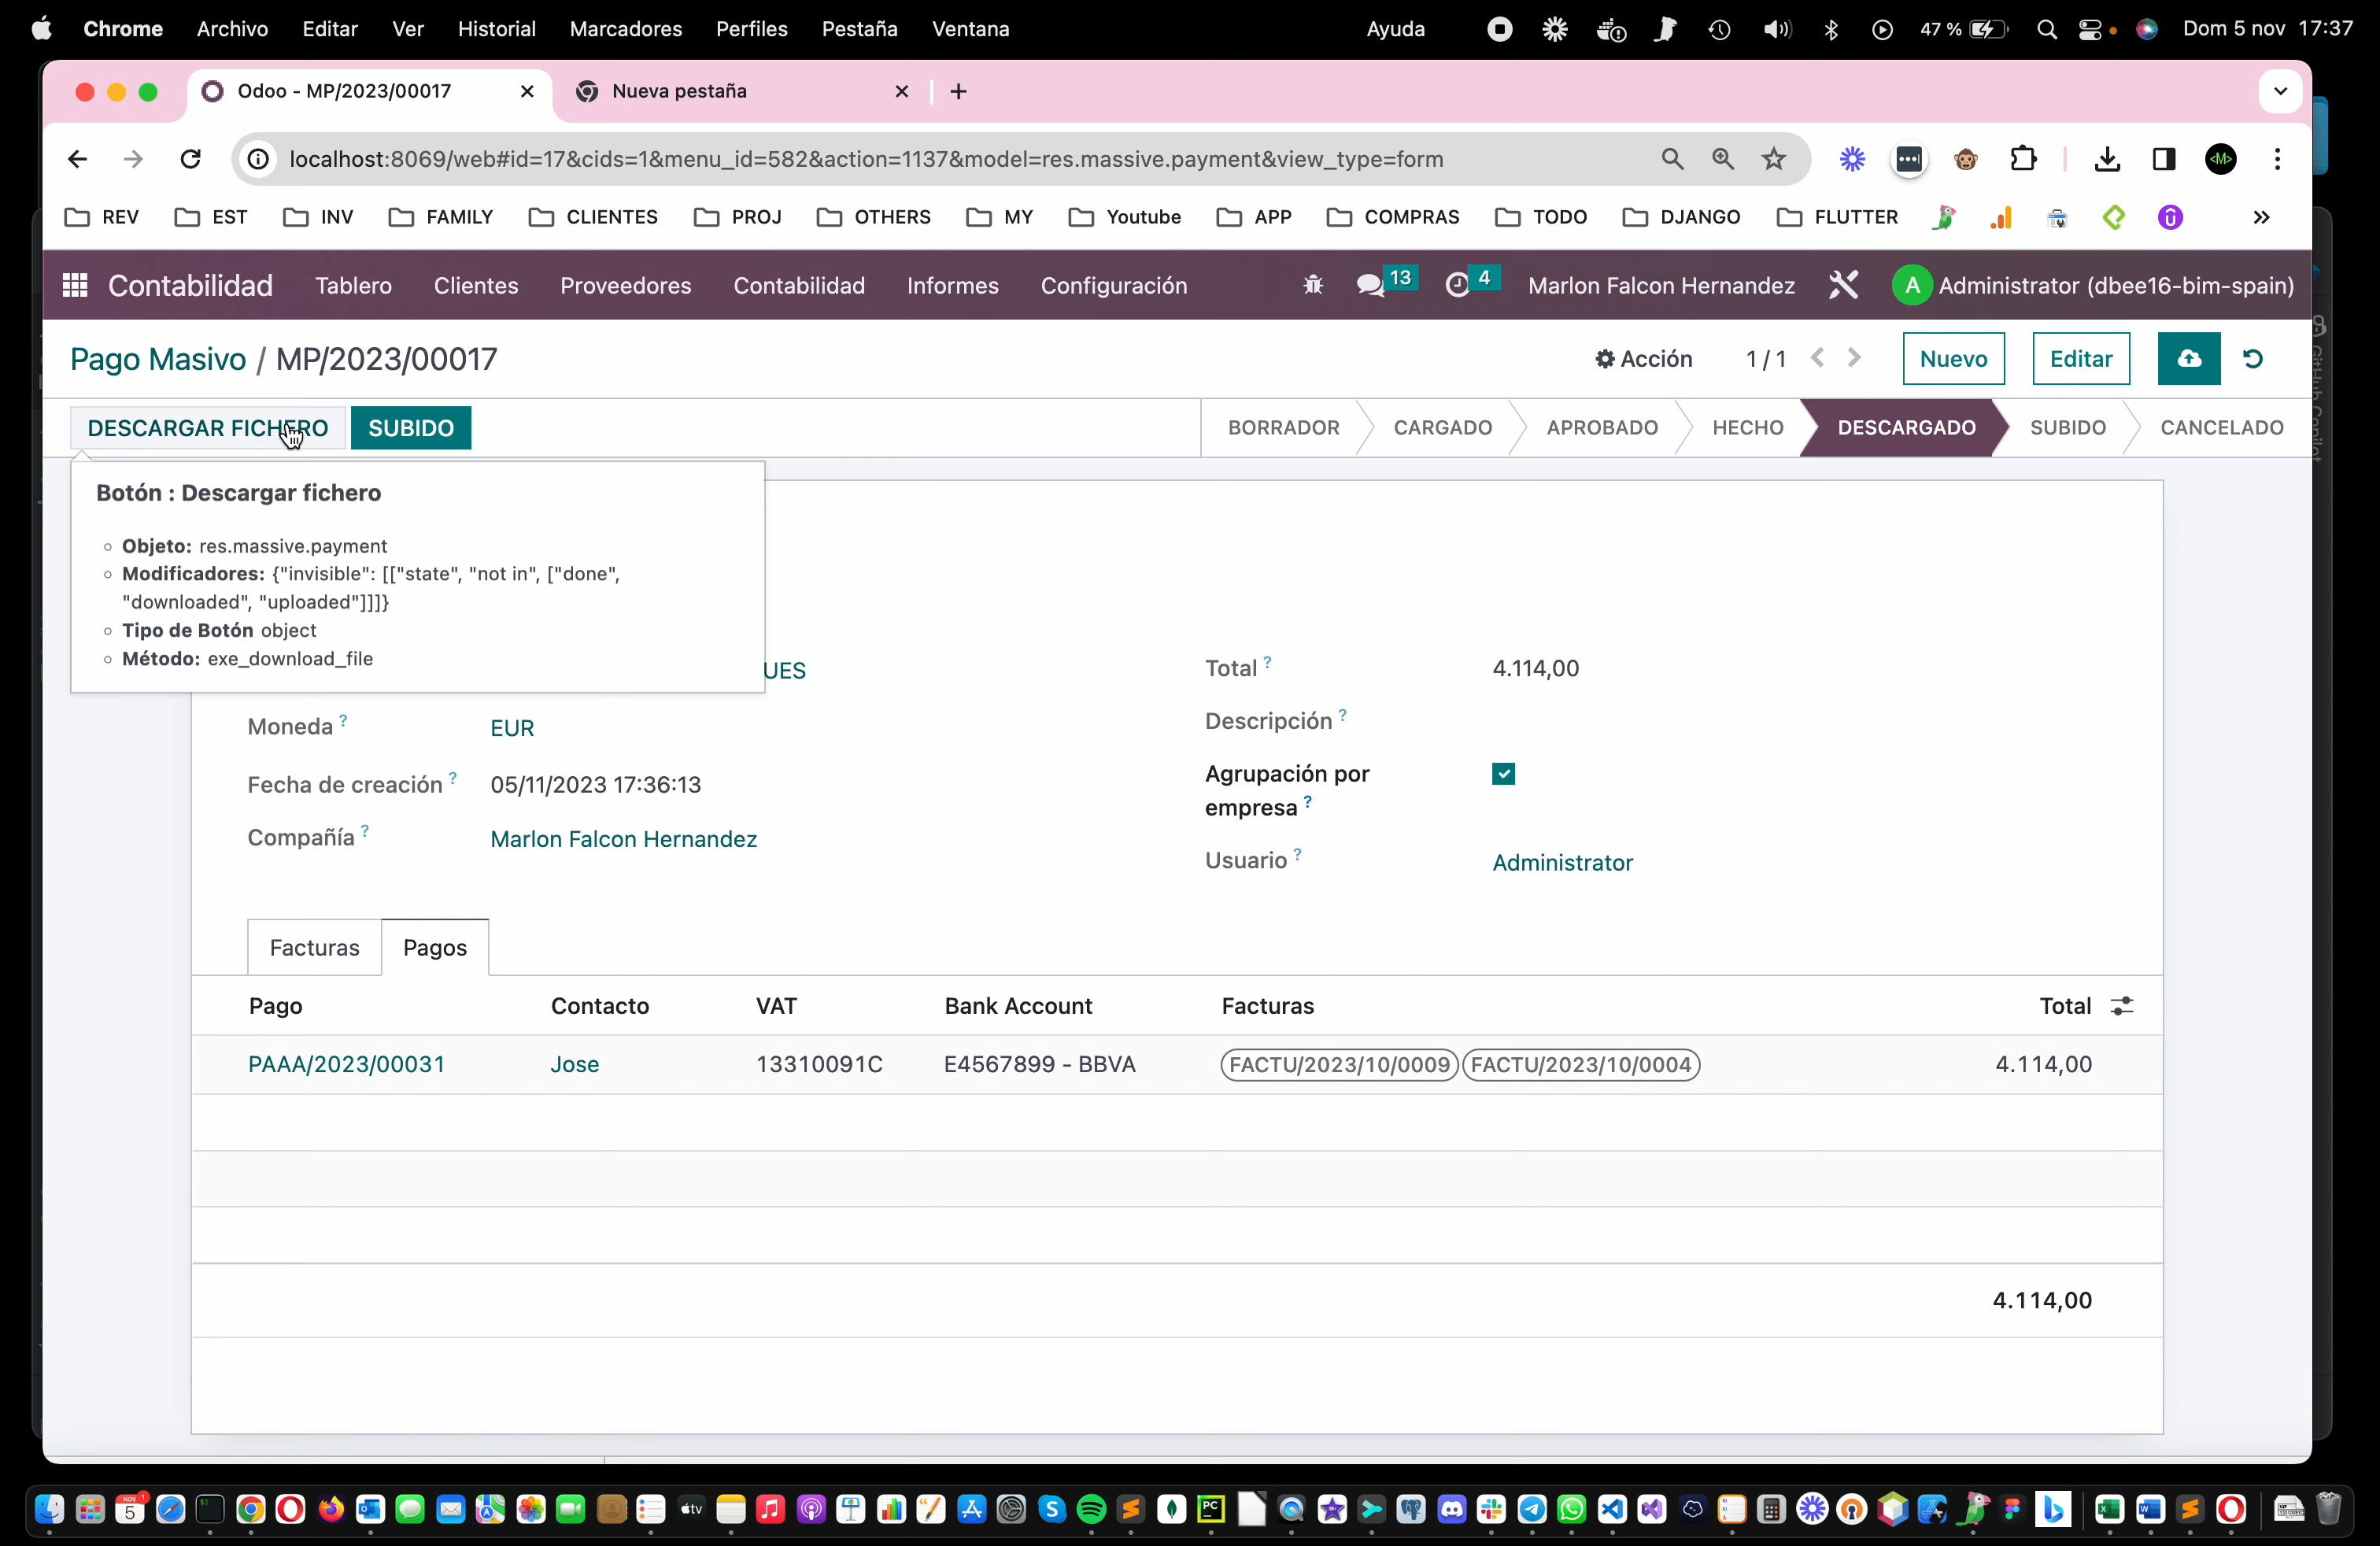 Chrome Archivo Editar Ver Historial Marcadores Perfiles Pestaña Ventana Ayuda 47 % Dom 5 nov 17:37
Odoo - MP/2023/00017 Nueva pestaña
localhost:8069/web#id=17&cids=1&menu_id=582&action=1137&model=res.massive.payment&view_type=form
REV EST INV FAMILY CLIENTES PROJ OTHERS MY Youtube APP COMPRAS TODO DJANGO FLUTTER
Contabilidad Tablero Clientes Proveedores Contabilidad Informes Configuración 13 4 Marlon Falcon Hernandez A Administrator (dbee16-bim-spain)
Pago Masivo / MP/2023/00017 Acción 1 / 1 Nuevo Editar
DESCARGAR FICHERO SUBIDO BORRADOR CARGADO APROBADO HECHO DESCARGADO SUBIDO CANCELADO
Botón : Descargar fichero
Objeto: res.massive.payment
Modificadores: {"invisible": [["state", "not in", ["done",
"downloaded", "uploaded"]]]}
Tipo de Botón object
Método: exe_download_file
UES Total ? 4.114,00
Moneda ? EUR Descripción ?
Fecha de creación ? 05/11/2023 17:36:13 Agrupación por
empresa ?
Compañía ? Marlon Falcon Hernandez Usuario ? Administrator
Facturas Pagos
Pago Contacto VAT Bank Account Facturas Total
PAAA/2023/00031 Jose 13310091C E4567899 - BBVA FACTU/2023/10/0009 FACTU/2023/10/0004 4.114,00
4.114,00